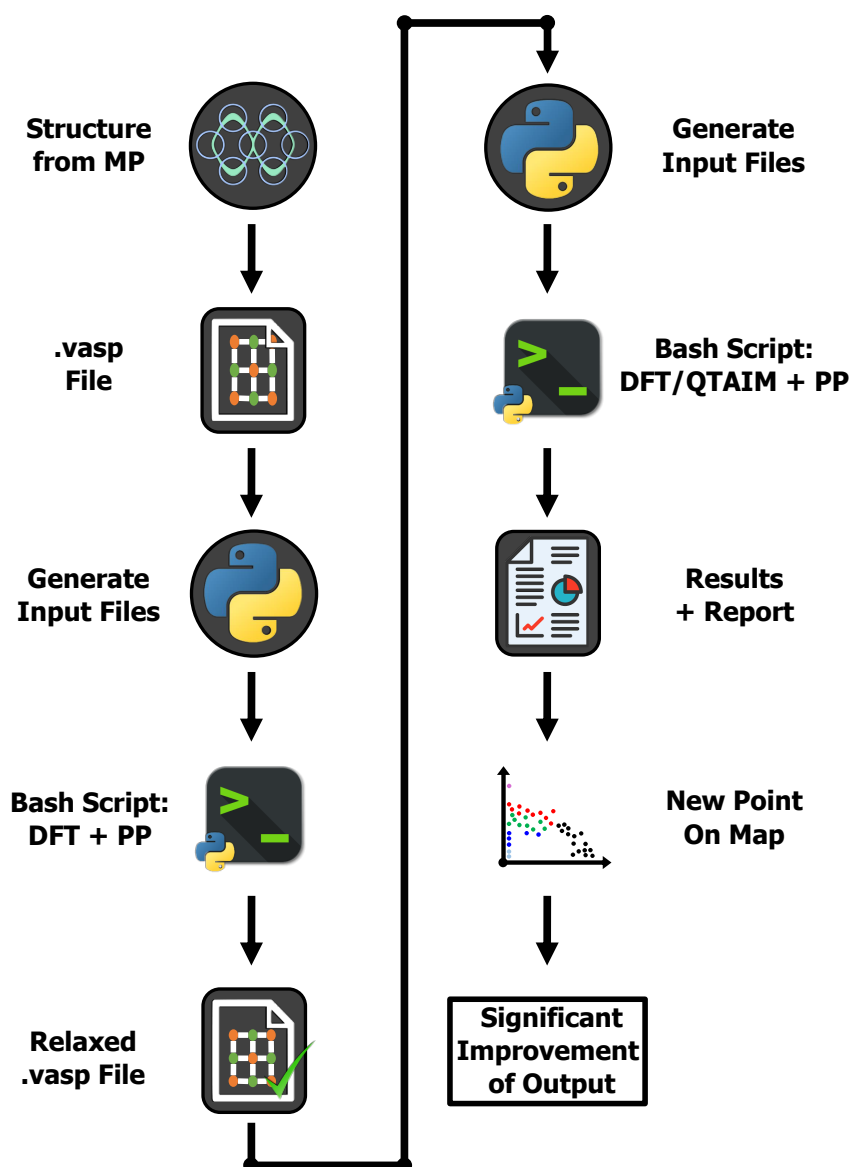 Structure
from MP
.vasp
File
Generate
Input Files
Bash Script:
DFT + PP
Relaxed
.vasp File
Generate
Input Files
Bash Script:
DFT/QTAIM + PP
Results
+ Report
New Point
On Map
Significant
Improvement
of Output